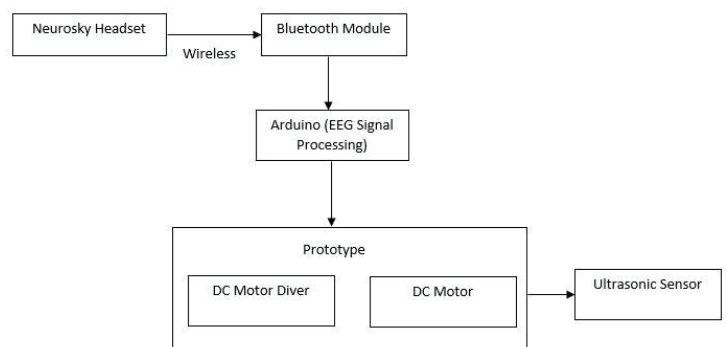 Neurosky Headset
Bluetooth Module
Wireless
Arduino (EEG Signal
Processing)
Prototype
DC Motor Diver
DC Motor
Ultrasonic Sensor